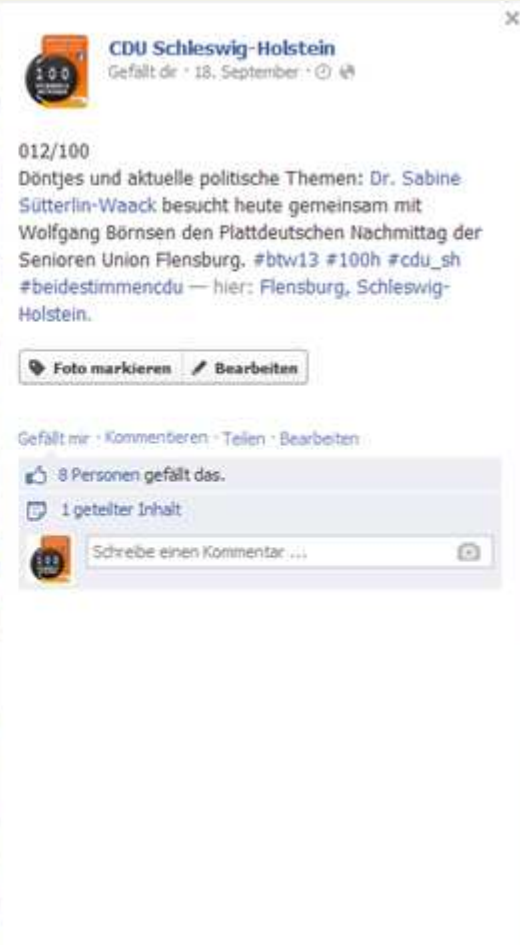 CDU Schleswig-Holstein
Gefällt dir · 18. September ·
012/100
Döntjes und aktuelle politische Themen: Dr. Sabine
Sütterlin-Waack besucht heute gemeinsam mit
Wolfgang Börnsen den Plattdeutschen Nachmittag der
Senioren Union Flensburg. #btw13 #100h #cdu_sh
#beidestimmencdu — hier: Flensburg, Schleswig-
Holstein.
Foto markieren Bearbeiten
Gefällt mir · Kommentieren · Teilen · Bearbeiten
8 Personen gefällt das.
1 geteilter Inhalt
Schreibe einen Kommentar ...
100